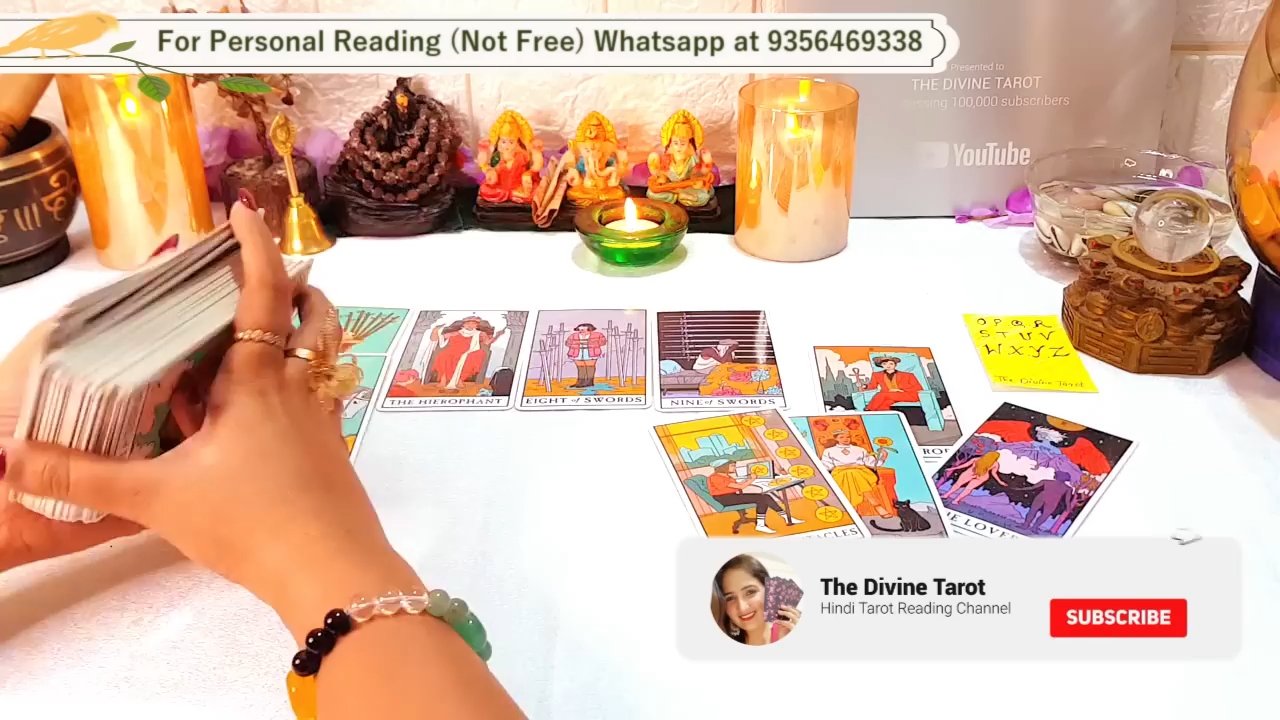 For Personal Reading (Not Free) Whatsapp at 9356469338
Presented to
THE DIVINE TAROT
100,000 subscribers
YouTube
THE HIEROPHANT
EIGHT of SWORDS
NINE of SWORDS
O P Q R
S T U V
W X Y Z
The Divine Tarot
The Divine Tarot
Hindi Tarot Reading Channel
SUBSCRIBE